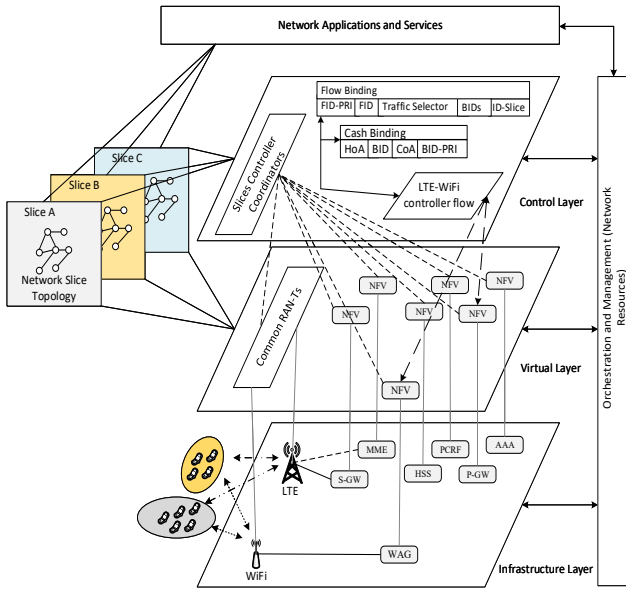 Network Applications and Services
Flow Binding
FID-PRI FID Traffic Selector BIDs ID-Slice
Cash Binding
HoA BID CoA BID-PRI
Slices Controller
Coordinators
LTE-WiFi
controller flow
Control Layer
Slice C
Slice B
Slice A
Network Slice
Topology
Common RAN-Ts
NFV
NFV
NFV
NFV
NFV
NFV
NFV
NFV
Virtual Layer
Orchestration and Management (Network
Resources)
MME
PCRF
AAA
S-GW
HSS
P-GW
LTE
WAG
WiFi
Infrastructure Layer